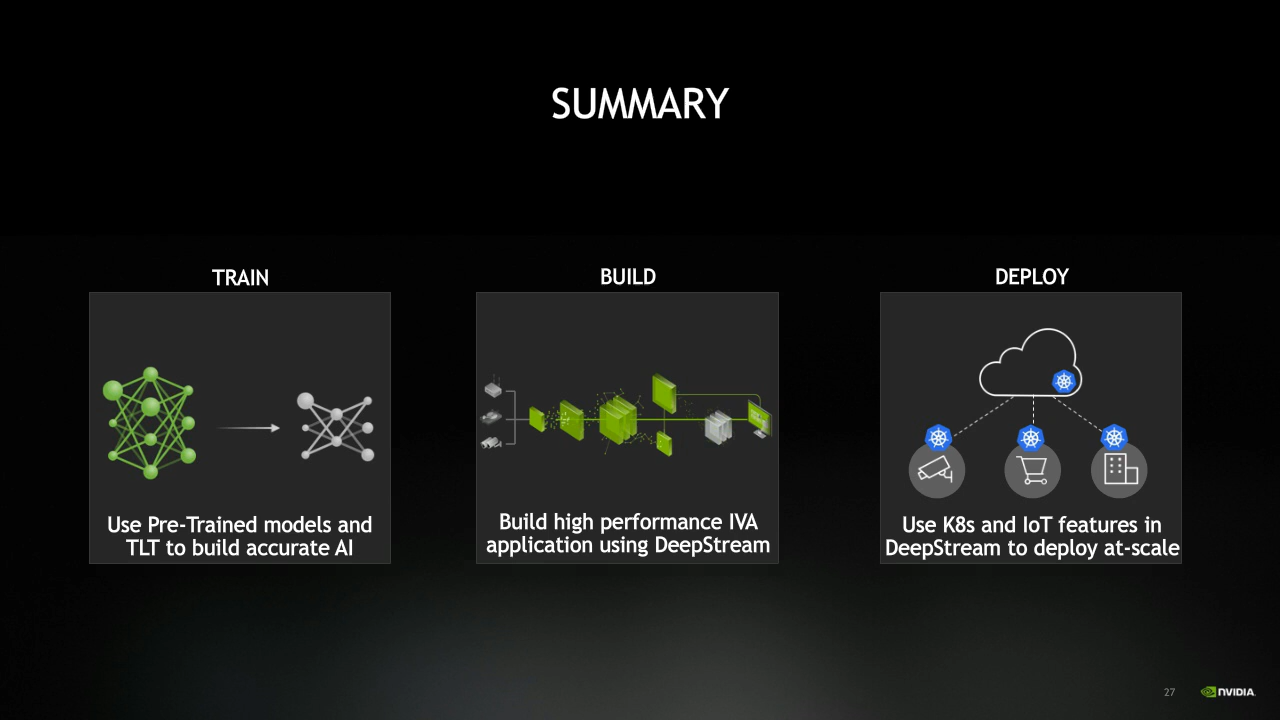 SUMMARY
TRAIN
Use Pre-Trained models and
TLT to build accurate AI
BUILD
Build high performance IVA
application using DeepStream
DEPLOY
Use K8s and IoT features in
DeepStream to deploy at-scale
27
NVIDIA.